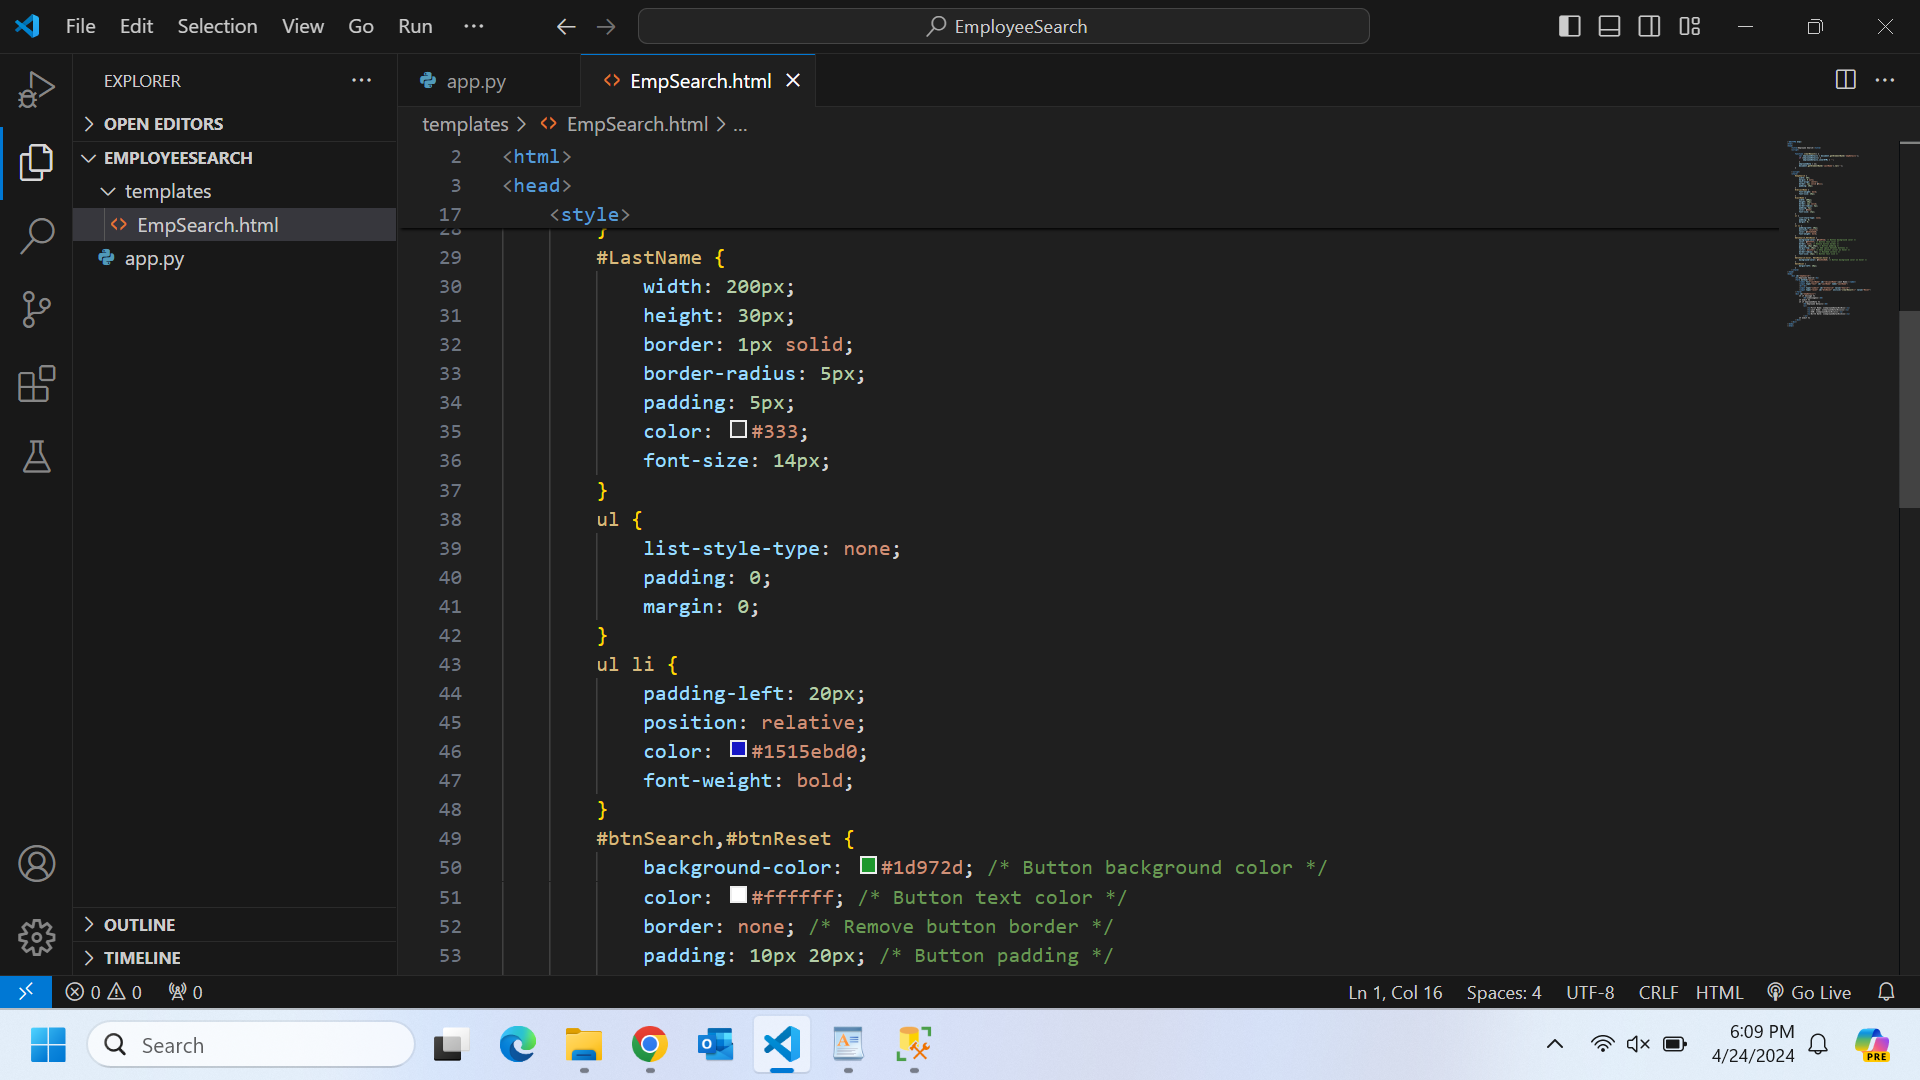 File Edit Selection View Go Run ···
EmployeeSearch
EXPLORER
OPEN EDITORS
EMPLOYEESEARCH
templates
EmpSearch.html
app.py
OUTLINE
TIMELINE
app.py
EmpSearch.html
templates > EmpSearch.html > ...
2 <html>
3 <head>
17 <style>
28 }
29 #LastName {
30 width: 200px;
31 height: 30px;
32 border: 1px solid;
33 border-radius: 5px;
34 padding: 5px;
35 color: #333;
36 font-size: 14px;
37 }
38 ul {
39 list-style-type: none;
40 padding: 0;
41 margin: 0;
42 }
43 ul li {
44 padding-left: 20px;
45 position: relative;
46 color: #1515ebd0;
47 font-weight: bold;
48 }
49 #btnSearch,#btnReset {
50 background-color: #1d972d; /* Button background color */
51 color: #ffffff; /* Button text color */
52 border: none; /* Remove button border */
53 padding: 10px 20px; /* Button padding */
0 0 0 Ln 1, Col 16 Spaces: 4 UTF-8 CRLF HTML Go Live
Search
6:09 PM
4/24/2024
PRE